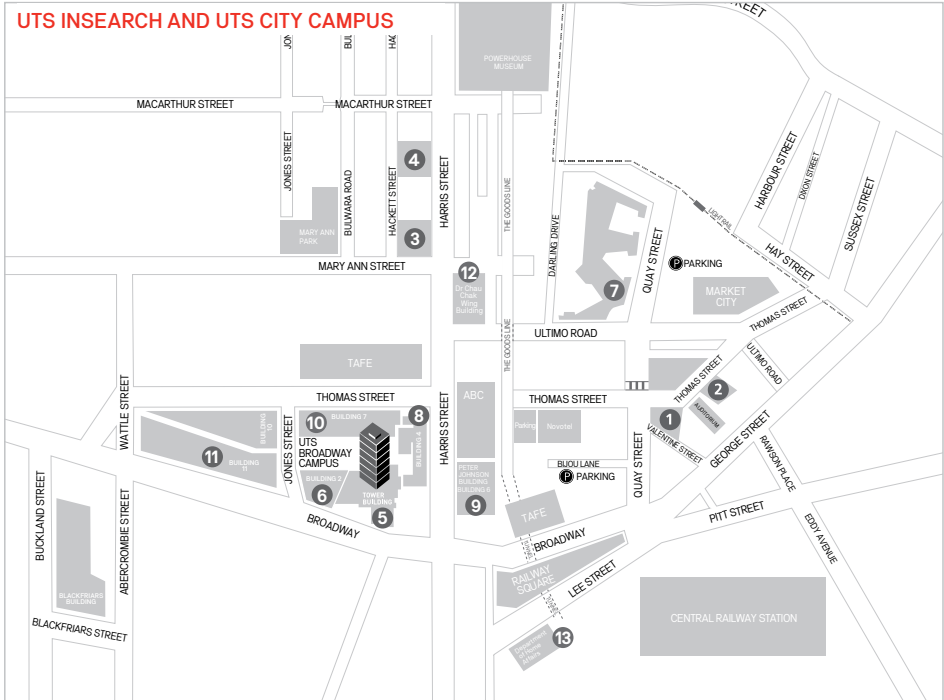 UTS INSEARCH AND UTS CITY CAMPUS
POWERHOUSE
MUSEUM
MACARTHUR STREET
MACARTHUR STREET
JONES STREET
BULWARA ROAD
HACKETT STREET
HARRIS STREET
THE GOODS LINE
DARLING DRIVE
QUAY STREET
HARBOUR STREET
DIXON STREET
SUSSEX STREET
LIGHT RAIL
HAY STREET
4
3
MARY ANN
PARK
MARY ANN STREET
12
Dr Chau
Chak
Wing
Building
7
P PARKING
MARKET
CITY
THOMAS STREET
ULTIMO ROAD
THE GOODS LINE
ULTIMO ROAD
TAFE
THOMAS STREET
2
AUDITORIUM
1
VALENTINE STREET
GEORGE STREET
RAWSON PLACE
WATTLE STREET
THOMAS STREET
ABC
THOMAS STREET
Parking
Novotel
10
BUILDING 7
8
BUILDING 4
HARRIS STREET
QUAY STREET
BUILDING
10
11
BUILDING
11
JONES STREET
UTS
BROADWAY
CAMPUS
BUILDING 2
6
TOWER
BUILDING
5
BROADWAY
PETER
JOHNSON
BUILDING
BUILDING 6
9
BIJOU LANE
P PARKING
TAFE
BROADWAY
TUNNEL
PITT STREET
EDDY AVENUE
BUCKLAND STREET
ABERCROMBIE STREET
BLACKFRIARS
BUILDING
BLACKFRIARS STREET
RAILWAY
SQUARE
LEE STREET
TUNNEL
CENTRAL RAILWAY STATION
Department
of Home
Affairs
13